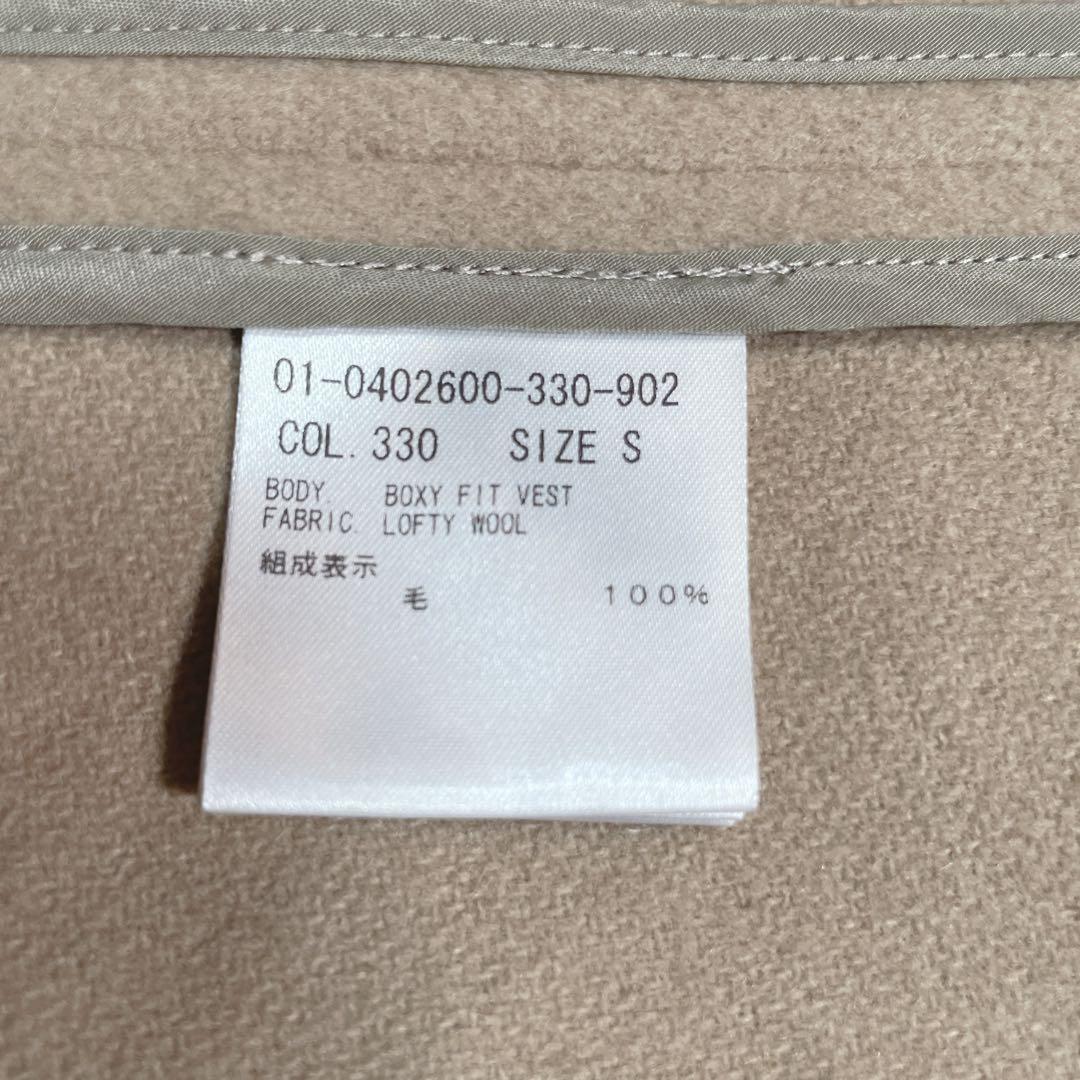 01-0402600-330-902
COL. 330 SIZE S
BODY. BOXY FIT VEST
FABRIC. LOFTY WOOL
組成表示
毛 100%